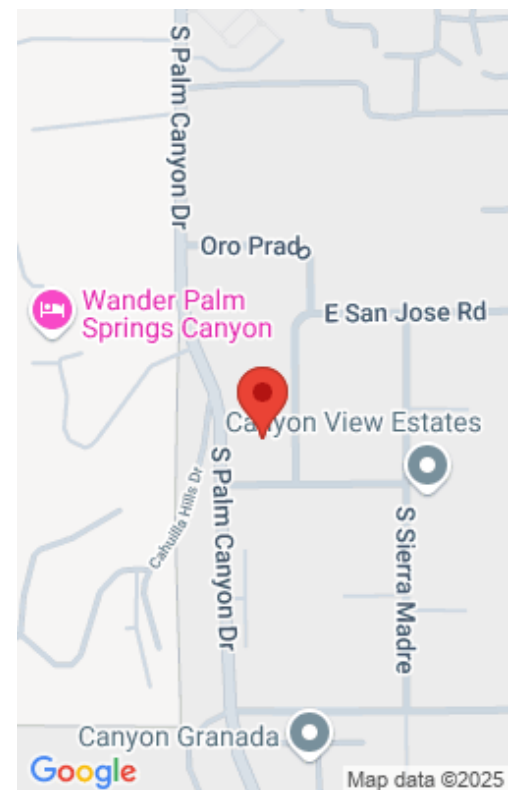 S Palm Canyon Dr
Oro Prado
Wander Palm
Springs Canyon
E San Jose Rd
Canyon View Estates
S Palm Canyon Dr
Cahuilla Hills Dr
S Sierra Madre
Canyon Granada
Google
Map data ©2025